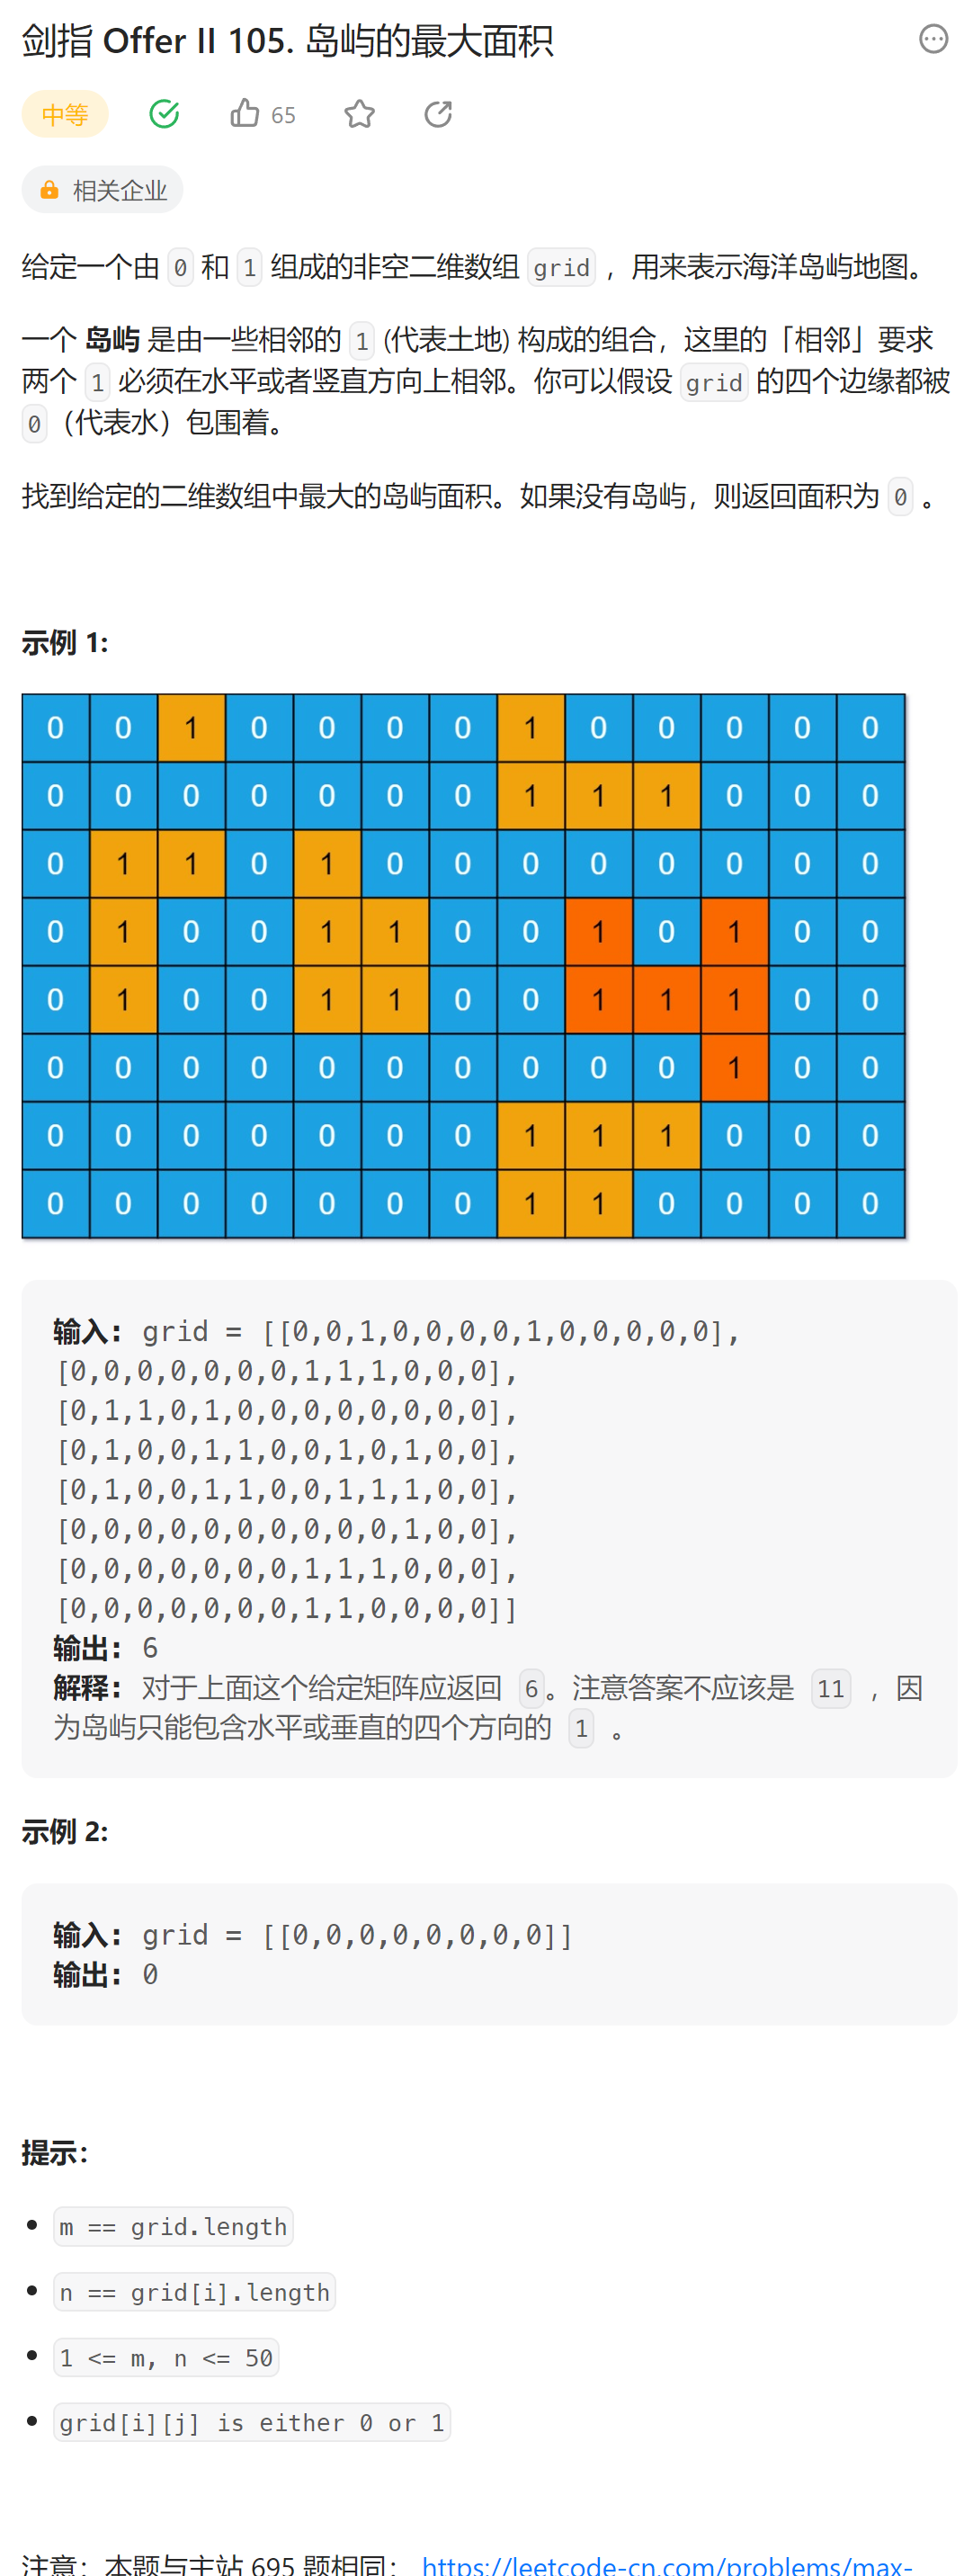 剑指 Offer II 105. 岛屿的最大面积
中等 65
相关企业
给定一个由 0 和 1 组成的非空二维数组 grid ，用来表示海洋岛屿地图。
一个 岛屿 是由一些相邻的 1 (代表土地) 构成的组合，这里的「相邻」要求
两个 1 必须在水平或者竖直方向上相邻。你可以假设 grid 的四个边缘都被
0（代表水）包围着。
找到给定的二维数组中最大的岛屿面积。如果没有岛屿，则返回面积为 0 。
示例 1:
0 0 1 0 0 0 0 1 0 0 0 0 0
0 0 0 0 0 0 0 1 1 1 0 0 0
0 1 1 0 1 0 0 0 0 0 0 0 0
0 1 0 0 1 1 0 0 1 0 1 0 0
0 1 0 0 1 1 0 0 1 1 1 0 0
0 0 0 0 0 0 0 0 0 0 1 0 0
0 0 0 0 0 0 0 1 1 1 0 0 0
0 0 0 0 0 0 0 1 1 0 0 0 0
输入: grid = [[0,0,1,0,0,0,0,1,0,0,0,0,0],
[0,0,0,0,0,0,0,1,1,1,0,0,0],
[0,1,1,0,1,0,0,0,0,0,0,0,0],
[0,1,0,0,1,1,0,0,1,0,1,0,0],
[0,1,0,0,1,1,0,0,1,1,1,0,0],
[0,0,0,0,0,0,0,0,0,0,1,0,0],
[0,0,0,0,0,0,0,1,1,1,0,0,0],
[0,0,0,0,0,0,0,1,1,0,0,0,0]]
输出: 6
解释: 对于上面这个给定矩阵应返回 6。注意答案不应该是 11 ，因
为岛屿只能包含水平或垂直的四个方向的 1 。
示例 2:
输入: grid = [[0,0,0,0,0,0,0,0]]
输出: 0
提示：
m == grid.length
n == grid[i].length
1 <= m, n <= 50
grid[i][j] is either 0 or 1
注意：本题与主站 695 题相同： https://leetcode-cn.com/problems/max-